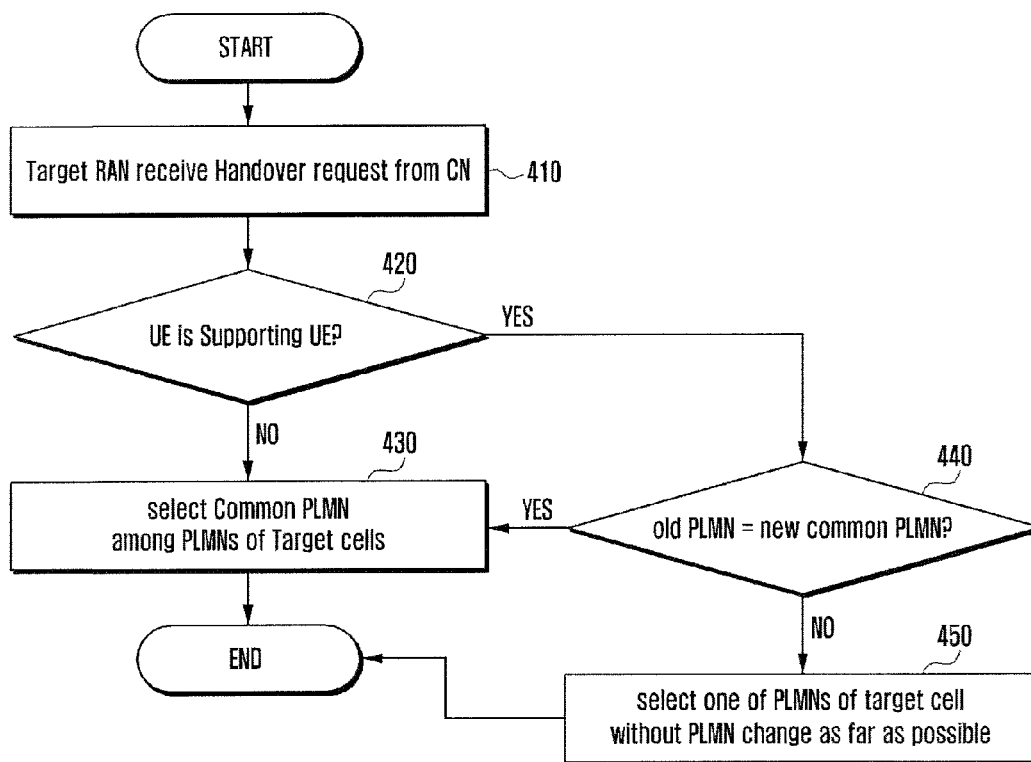 START
Target RAN receive Handover request from CN
410
420
UE is Supporting UE?
YES
NO
430
select Common PLMN
among PLMNs of Target cells
440
YES
old PLMN = new common PLMN?
NO
END
450
select one of PLMNs of target cell
without PLMN change as far as possible